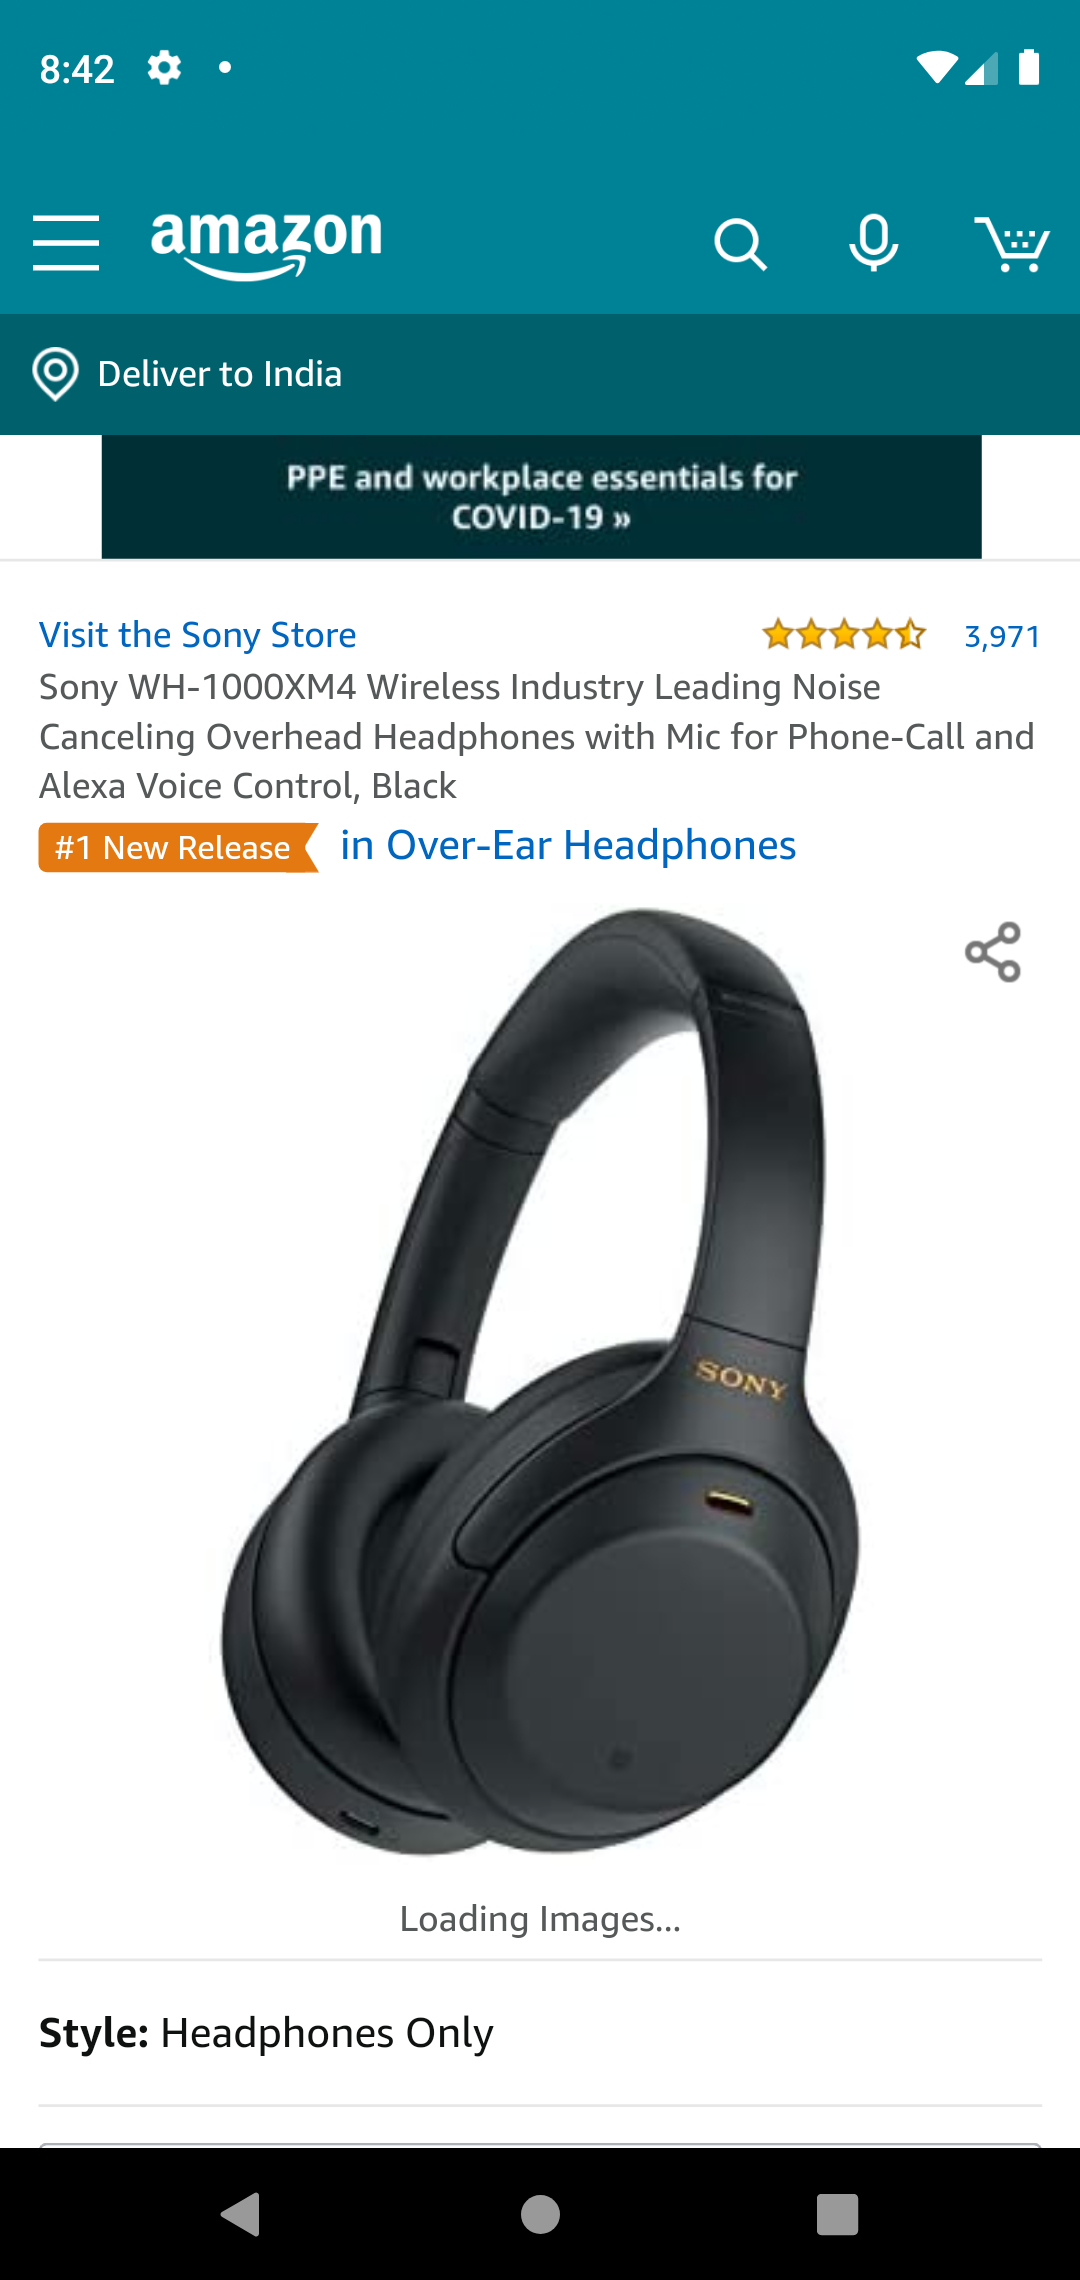 8:42
amazon
Deliver to India
PPE and workplace essentials for
COVID-19 »
Visit the Sony Store
3,971
Sony WH-1000XM4 Wireless Industry Leading Noise
Canceling Overhead Headphones with Mic for Phone-Call and
Alexa Voice Control, Black
#1 New Release in Over-Ear Headphones
SONY
Loading Images...
Style: Headphones Only